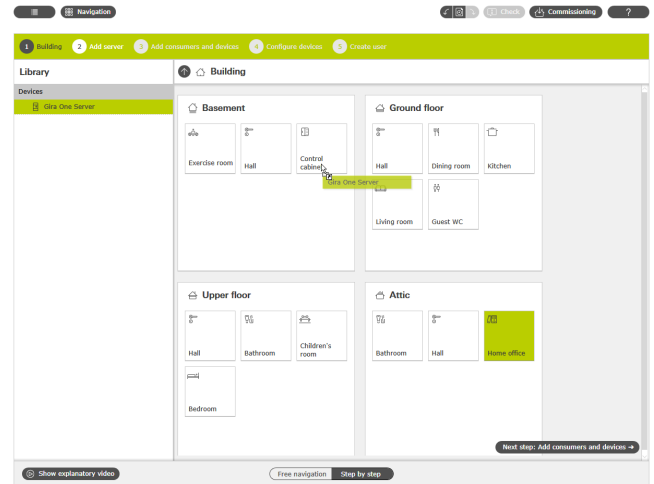 Navigation
Check
Commissioning
?
1 Building
2 Add server
3 Add consumers and devices
4 Configure devices
5 Create user
Library
Building
Devices
Gira One Server
Basement
Exercise room
Hall
Control
cabinet
Gira One Server
Ground floor
Hall
Dining room
Kitchen
Living room
Guest WC
Upper floor
Hall
Bathroom
Children's
room
Bedroom
Attic
Bathroom
Hall
Home office
Next step: Add consumers and devices →
Show explanatory video
Free navigation
Step by step